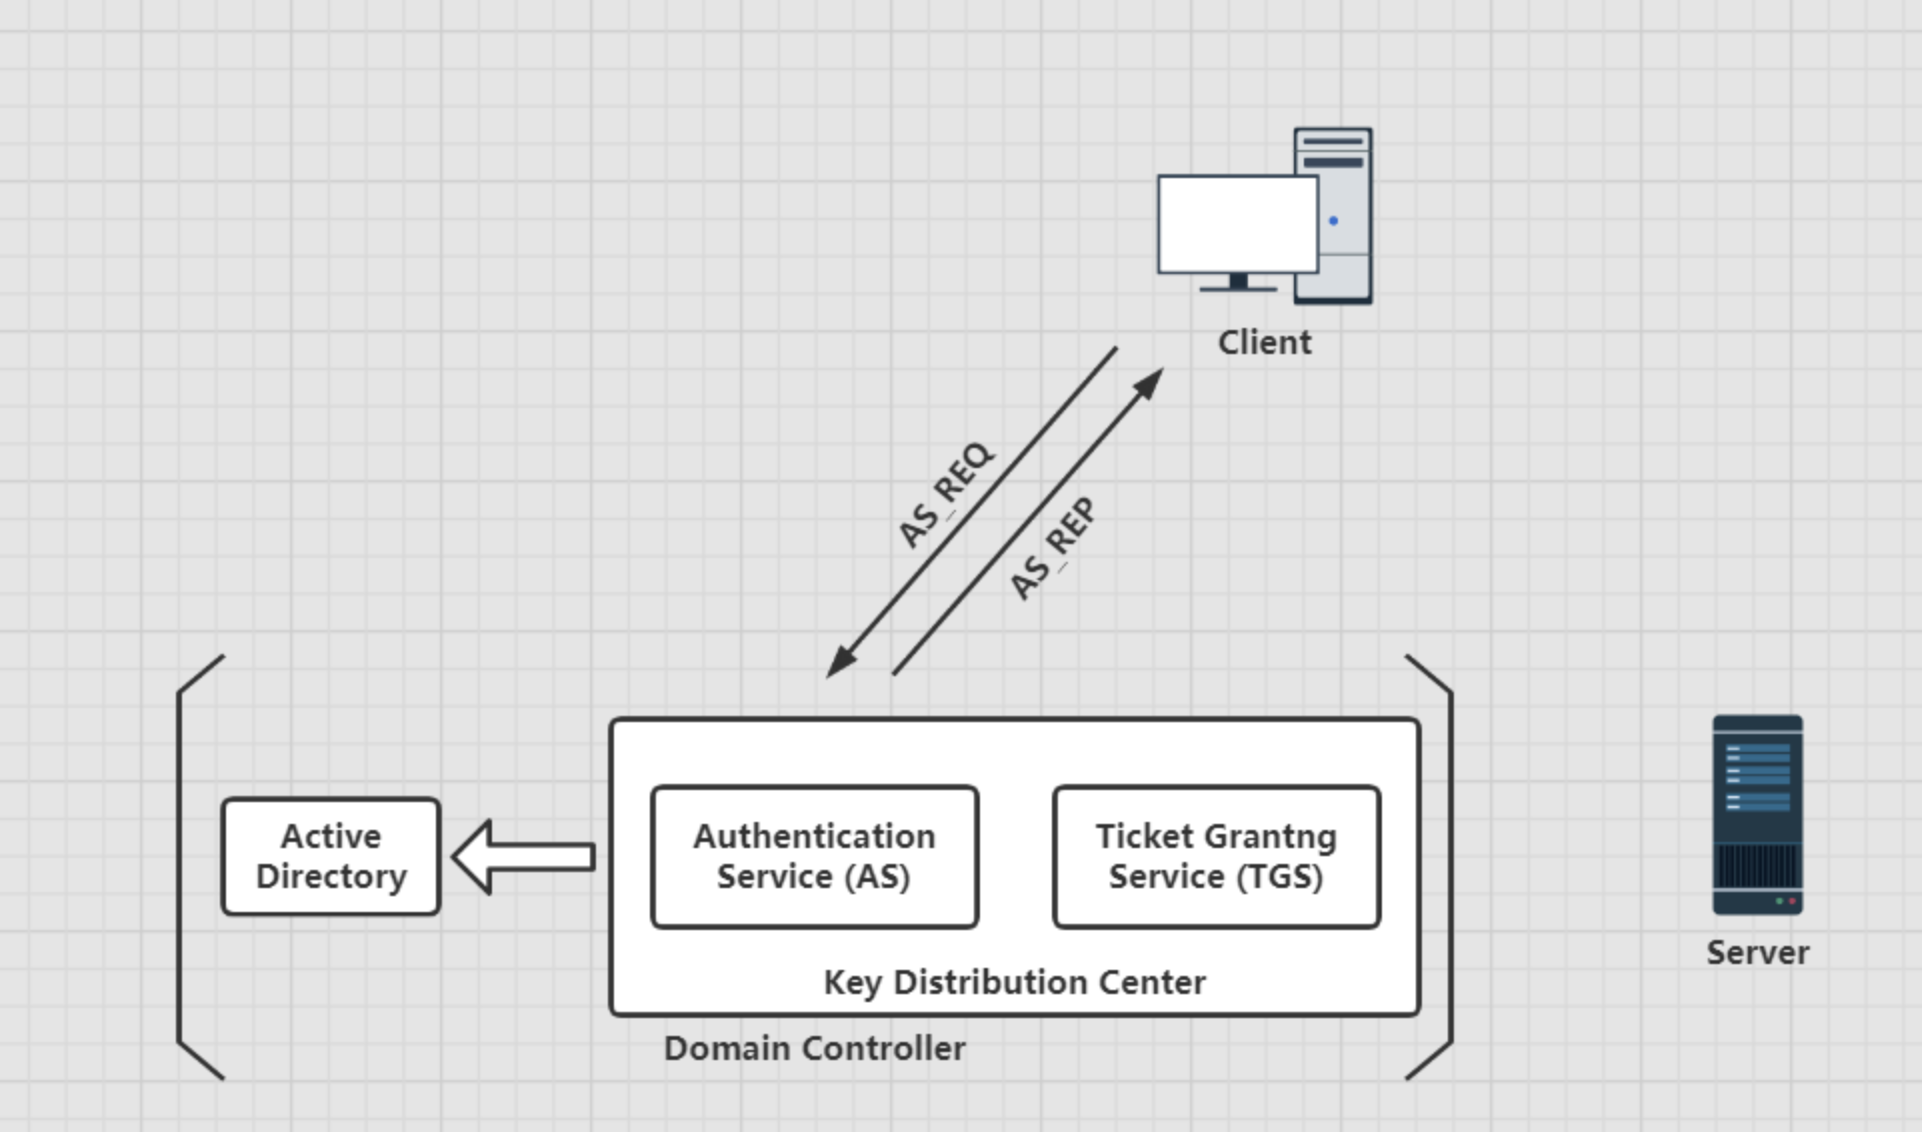 Client
AS_REQ
AS_REP
Active
Directory
Authentication
Service (AS)
Ticket Grantng
Service (TGS)
Key Distribution Center
Domain Controller
Server